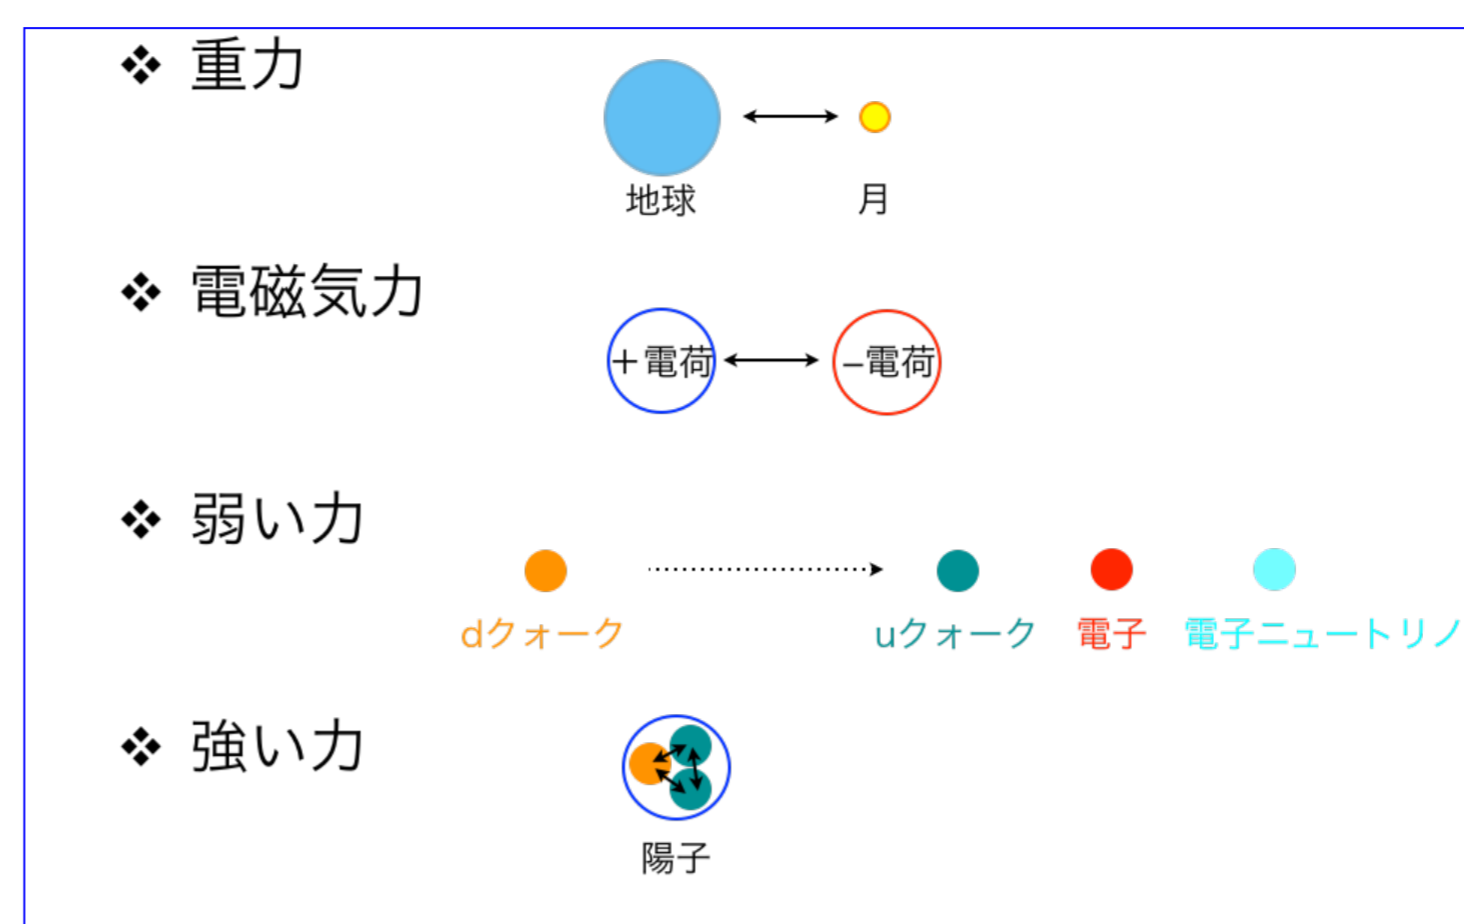 ❖ 重力
地球 月
❖ 電磁気力
＋電荷 –電荷
❖ 弱い力
dクォーク uクォーク 電子 電子ニュートリノ
❖ 強い力
陽子